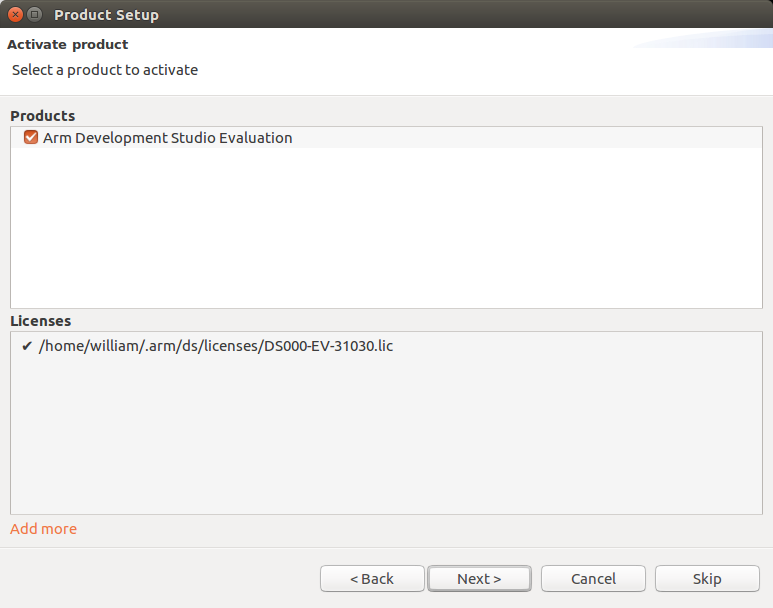 Product Setup
Activate product
Select a product to activate
Products
Arm Development Studio Evaluation
Licenses
✔ /home/william/.arm/ds/licenses/DS000-EV-31030.lic
Add more
< Back
Next >
Cancel
Skip